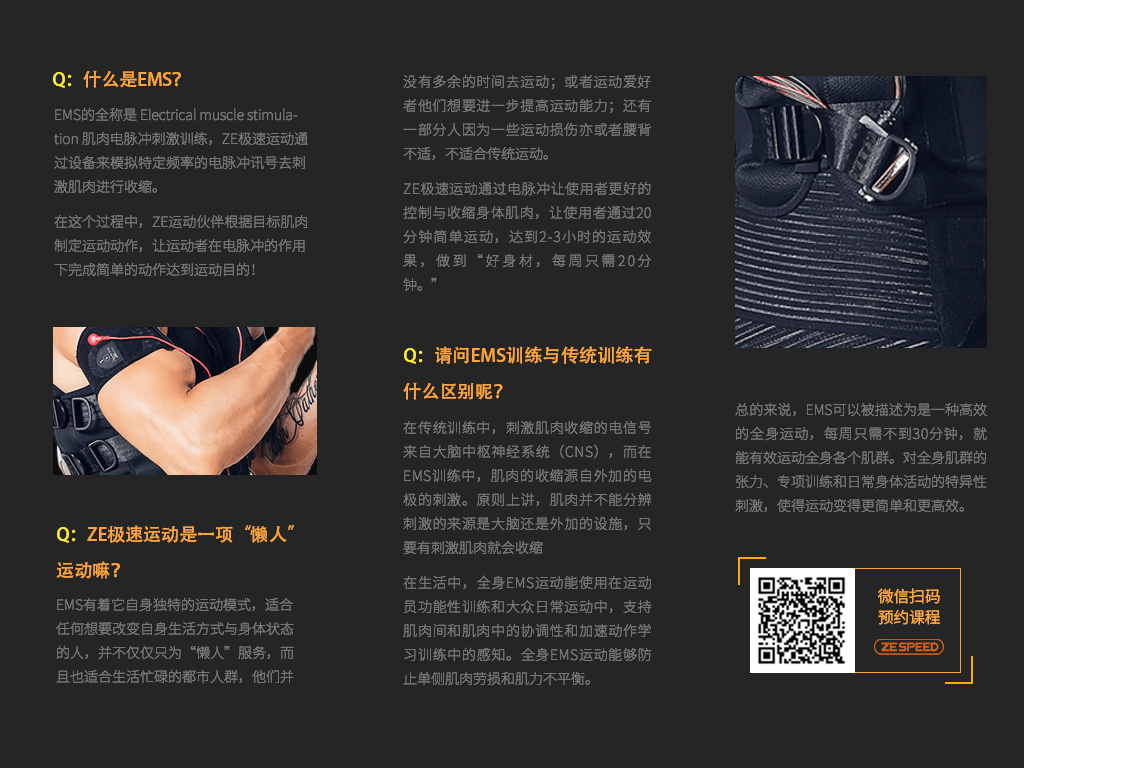 Q: 什么是EMS?
EMS的全称是 Electrical muscle stimula-
tion 肌肉电脉冲刺激训练，ZE极速运动通
过设备来模拟特定频率的电脉冲讯号去刺
激肌肉进行收缩。
在这个过程中，ZE运动伙伴根据目标肌肉
制定运动动作，让运动者在电脉冲的作用
下完成简单的动作达到运动目的！
Q: ZE极速运动是一项“懒人”
运动嘛?
EMS有着它自身独特的运动模式，适合
任何想要改变自身生活方式与身体状态
的人，并不仅仅只为“懒人”服务，而
且也适合生活忙碌的都市人群，他们并
没有多余的时间去运动；或者运动爱好
者他们想要进一步提高运动能力；还有
一部分人因为一些运动损伤亦或者腰背
不适，不适合传统运动。
ZE极速运动通过电脉冲让使用者更好的
控制与收缩身体肌肉，让使用者通过20
分钟简单运动，达到2-3小时的运动效
果，做到“好身材，每周只需20分
钟。”
Q: 请问EMS训练与传统训练有
什么区别呢?
在传统训练中，刺激肌肉收缩的电信号
来自大脑中枢神经系统（CNS），而在
EMS训练中，肌肉的收缩源自外加的电
极的刺激。原则上讲，肌肉并不能分辨
刺激的来源是大脑还是外加的设施，只
要有刺激肌肉就会收缩
在生活中，全身EMS运动能使用在运动
员功能性训练和大众日常运动中，支持
肌肉间和肌肉中的协调性和加速动作学
习训练中的感知。全身EMS运动能够防
止单侧肌肉劳损和肌力不平衡。
总的来说，EMS可以被描述为是一种高效
的全身运动，每周只需不到30分钟，就
能有效运动全身各个肌群。对全身肌群的
张力、专项训练和日常身体活动的特异性
刺激，使得运动变得更简单和更高效。
微信扫码
预约课程
ZESPEED